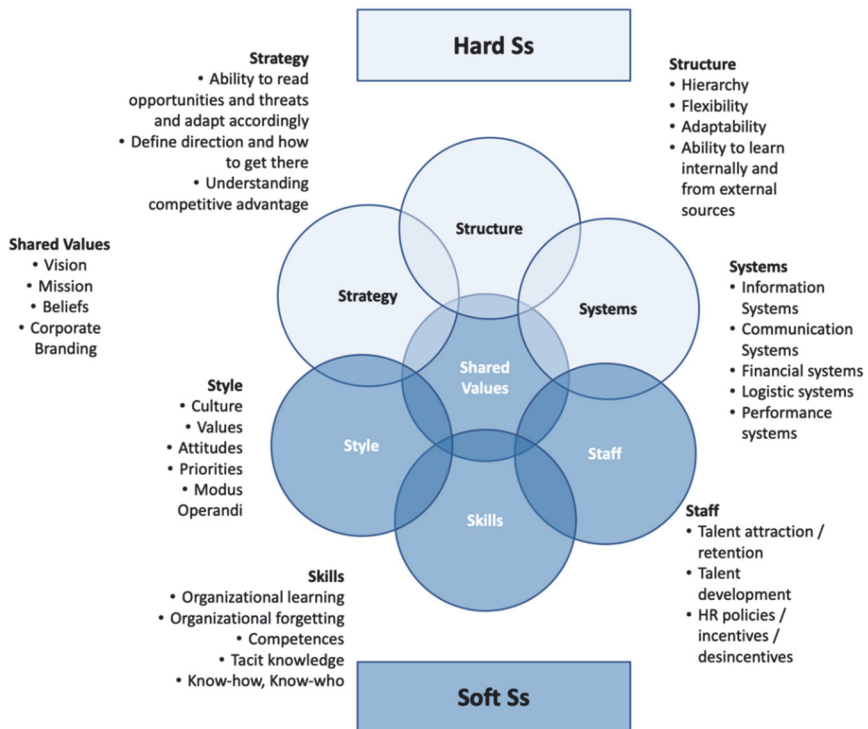 Hard Ss
Strategy
• Ability to read
opportunities and threats
and adapt accordingly
• Define direction and how
to get there
• Understanding
competitive advantage
Structure
• Hierarchy
• Flexibility
• Adaptability
• Ability to learn
internally and
from external
sources
Shared Values
• Vision
• Mission
• Beliefs
• Corporate
Branding
Structure
Strategy
Systems
Shared
Values
Style
Staff
Skills
Systems
• Information
Systems
• Communication
Systems
• Financial systems
• Logistic systems
• Performance
systems
Style
• Culture
• Values
• Attitudes
• Priorities
• Modus
Operandi
Staff
• Talent attraction /
retention
• Talent
development
• HR policies /
incentives /
desincentives
Skills
• Organizational learning
• Organizational forgetting
• Competences
• Tacit knowledge
• Know-how, Know-who
Soft Ss